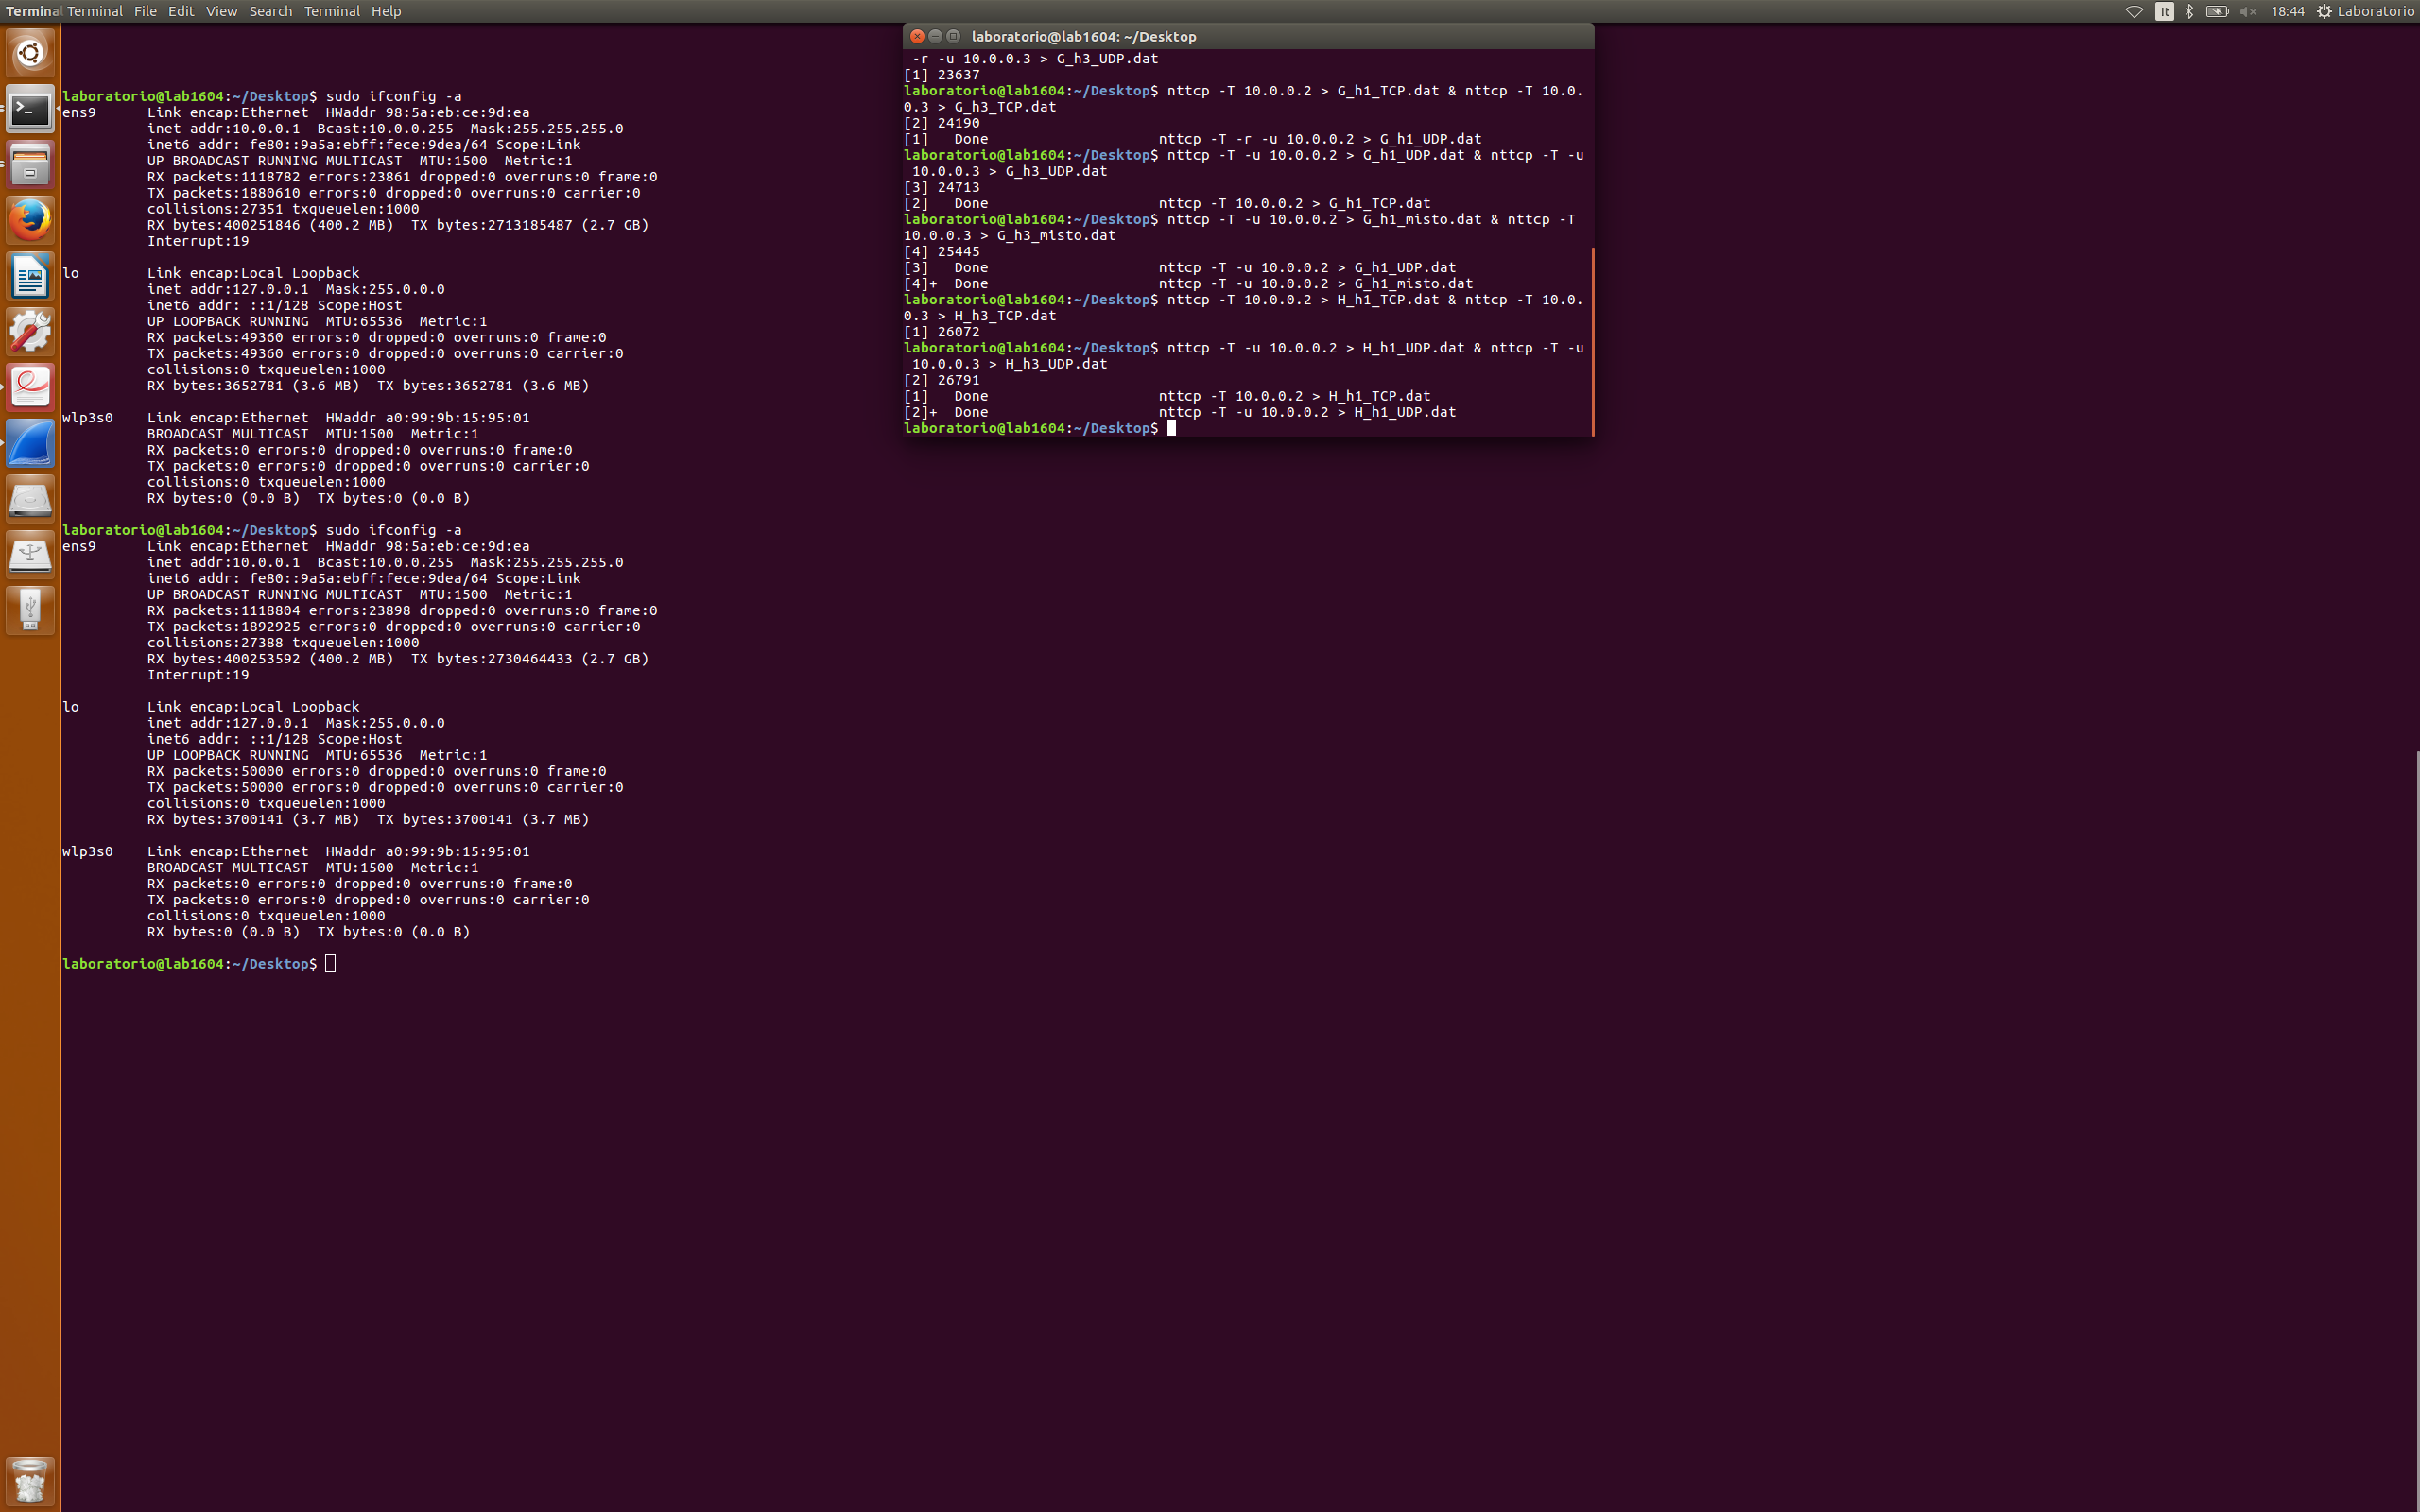 Terminal Terminal File Edit View Search Terminal Help
It 18:44 Laboratorio
laboratorio@lab1604:~/Desktop$ sudo ifconfig -a
ens9      Link encap:Ethernet  HWaddr 98:5a:eb:ce:9d:ea
          inet addr:10.0.0.1  Bcast:10.0.0.255  Mask:255.255.255.0
          inet6 addr: fe80::9a5a:ebff:fece:9dea/64 Scope:Link
          UP BROADCAST RUNNING MULTICAST  MTU:1500  Metric:1
          RX packets:1118782 errors:23861 dropped:0 overruns:0 frame:0
          TX packets:1880610 errors:0 dropped:0 overruns:0 carrier:0
          collisions:27351 txqueuelen:1000
          RX bytes:400251846 (400.2 MB)  TX bytes:2713185487 (2.7 GB)
          Interrupt:19
lo        Link encap:Local Loopback
          inet addr:127.0.0.1  Mask:255.0.0.0
          inet6 addr: ::1/128 Scope:Host
          UP LOOPBACK RUNNING  MTU:65536  Metric:1
          RX packets:49360 errors:0 dropped:0 overruns:0 frame:0
          TX packets:49360 errors:0 dropped:0 overruns:0 carrier:0
          collisions:0 txqueuelen:1000
          RX bytes:3652781 (3.6 MB)  TX bytes:3652781 (3.6 MB)
wlp3s0    Link encap:Ethernet  HWaddr a0:99:9b:15:95:01
          BROADCAST MULTICAST  MTU:1500  Metric:1
          RX packets:0 errors:0 dropped:0 overruns:0 frame:0
          TX packets:0 errors:0 dropped:0 overruns:0 carrier:0
          collisions:0 txqueuelen:1000
          RX bytes:0 (0.0 B)  TX bytes:0 (0.0 B)
laboratorio@lab1604:~/Desktop$ sudo ifconfig -a
ens9      Link encap:Ethernet  HWaddr 98:5a:eb:ce:9d:ea
          inet addr:10.0.0.1  Bcast:10.0.0.255  Mask:255.255.255.0
          inet6 addr: fe80::9a5a:ebff:fece:9dea/64 Scope:Link
          UP BROADCAST RUNNING MULTICAST  MTU:1500  Metric:1
          RX packets:1118804 errors:23898 dropped:0 overruns:0 frame:0
          TX packets:1892925 errors:0 dropped:0 overruns:0 carrier:0
          collisions:27388 txqueuelen:1000
          RX bytes:400253592 (400.2 MB)  TX bytes:2730464433 (2.7 GB)
          Interrupt:19
lo        Link encap:Local Loopback
          inet addr:127.0.0.1  Mask:255.0.0.0
          inet6 addr: ::1/128 Scope:Host
          UP LOOPBACK RUNNING  MTU:65536  Metric:1
          RX packets:50000 errors:0 dropped:0 overruns:0 frame:0
          TX packets:50000 errors:0 dropped:0 overruns:0 carrier:0
          collisions:0 txqueuelen:1000
          RX bytes:3700141 (3.7 MB)  TX bytes:3700141 (3.7 MB)
wlp3s0    Link encap:Ethernet  HWaddr a0:99:9b:15:95:01
          BROADCAST MULTICAST  MTU:1500  Metric:1
          RX packets:0 errors:0 dropped:0 overruns:0 frame:0
          TX packets:0 errors:0 dropped:0 overruns:0 carrier:0
          collisions:0 txqueuelen:1000
          RX bytes:0 (0.0 B)  TX bytes:0 (0.0 B)
laboratorio@lab1604:~/Desktop$
laboratorio@lab1604: ~/Desktop
 -r -u 10.0.0.3 > G_h3_UDP.dat
[1] 23637
laboratorio@lab1604:~/Desktop$ nttcp -T 10.0.0.2 > G_h1_TCP.dat & nttcp -T 10.0.
0.3 > G_h3_TCP.dat
[2] 24190
[1]   Done                    nttcp -T -r -u 10.0.0.2 > G_h1_UDP.dat
laboratorio@lab1604:~/Desktop$ nttcp -T -u 10.0.0.2 > G_h1_UDP.dat & nttcp -T -u
 10.0.0.3 > G_h3_UDP.dat
[3] 24713
[2]   Done                    nttcp -T 10.0.0.2 > G_h1_TCP.dat
laboratorio@lab1604:~/Desktop$ nttcp -T -u 10.0.0.2 > G_h1_misto.dat & nttcp -T
10.0.0.3 > G_h3_misto.dat
[4] 25445
[3]   Done                    nttcp -T -u 10.0.0.2 > G_h1_UDP.dat
[4]+  Done                    nttcp -T -u 10.0.0.2 > G_h1_misto.dat
laboratorio@lab1604:~/Desktop$ nttcp -T 10.0.0.2 > H_h1_TCP.dat & nttcp -T 10.0.
0.3 > H_h3_TCP.dat
[1] 26072
laboratorio@lab1604:~/Desktop$ nttcp -T -u 10.0.0.2 > H_h1_UDP.dat & nttcp -T -u
 10.0.0.3 > H_h3_UDP.dat
[2] 26791
[1]   Done                    nttcp -T 10.0.0.2 > H_h1_TCP.dat
[2]+  Done                    nttcp -T -u 10.0.0.2 > H_h1_UDP.dat
laboratorio@lab1604:~/Desktop$